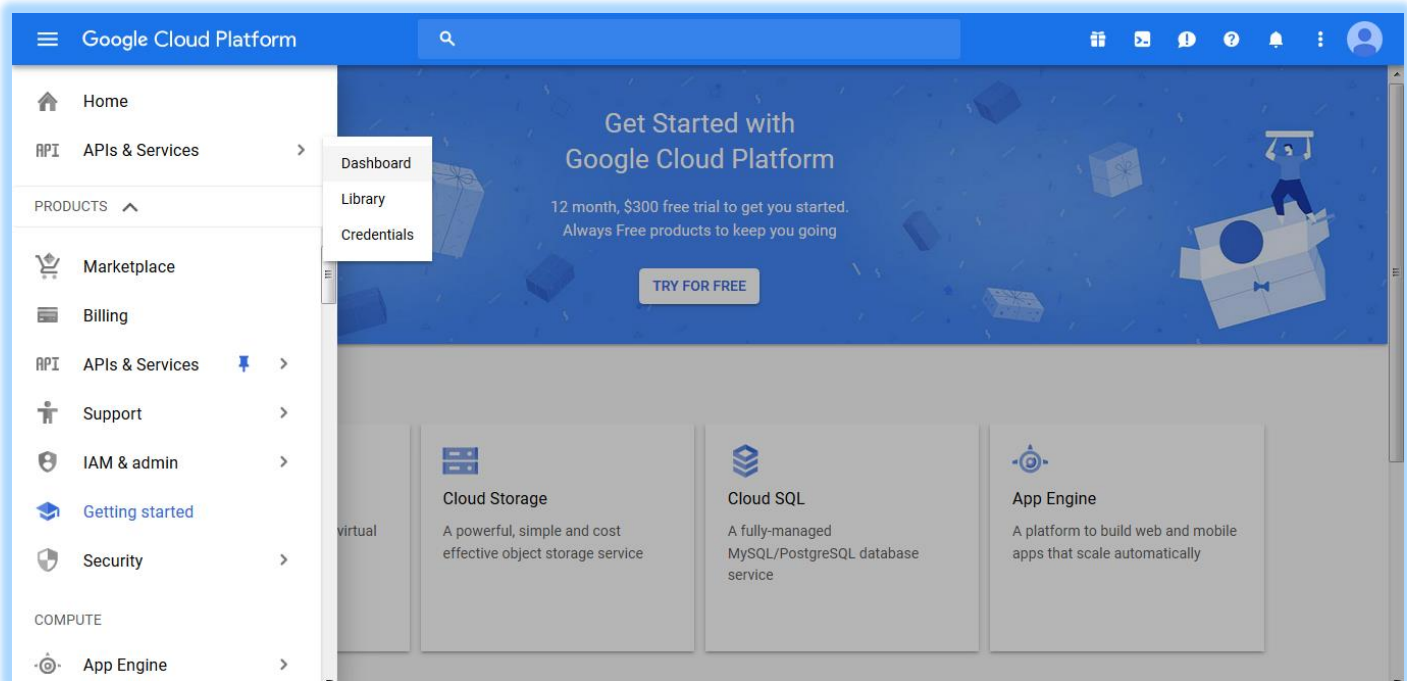 Google Cloud Platform
Home
API APIs & Services
Dashboard
Library
Credentials
PRODUCTS
Marketplace
Billing
API APIs & Services
Support
IAM & admin
Getting started
Security
COMPUTE
App Engine
Get Started with
Google Cloud Platform
12 month, $300 free trial to get you started.
Always Free products to keep you going
TRY FOR FREE
virtual
Cloud Storage
A powerful, simple and cost
effective object storage service
Cloud SQL
A fully-managed
MySQL/PostgreSQL database
service
App Engine
A platform to build web and mobile
apps that scale automatically